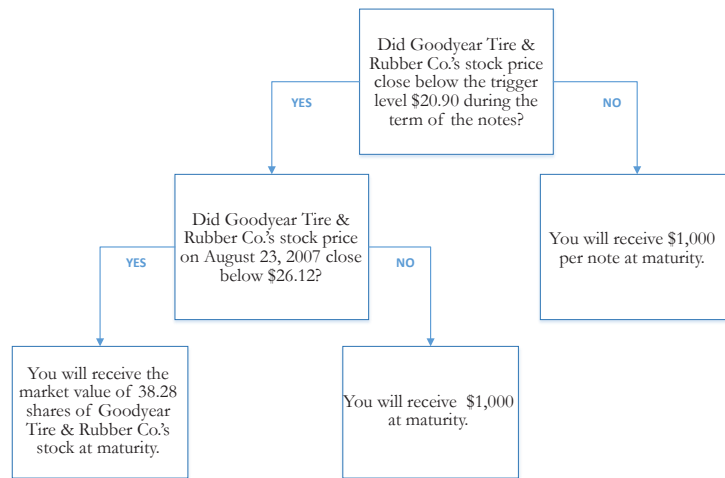 Did Goodyear Tire &
Rubber Co.'s stock price
close below the trigger
level $20.90 during the
term of the notes?
YES
NO
Did Goodyear Tire &
Rubber Co.'s stock price
on August 23, 2007 close
below $26.12?
You will receive $1,000
per note at maturity.
YES
NO
You will receive the
market value of 38.28
shares of Goodyear
Tire & Rubber Co.'s
stock at maturity.
You will receive  $1,000
at maturity.